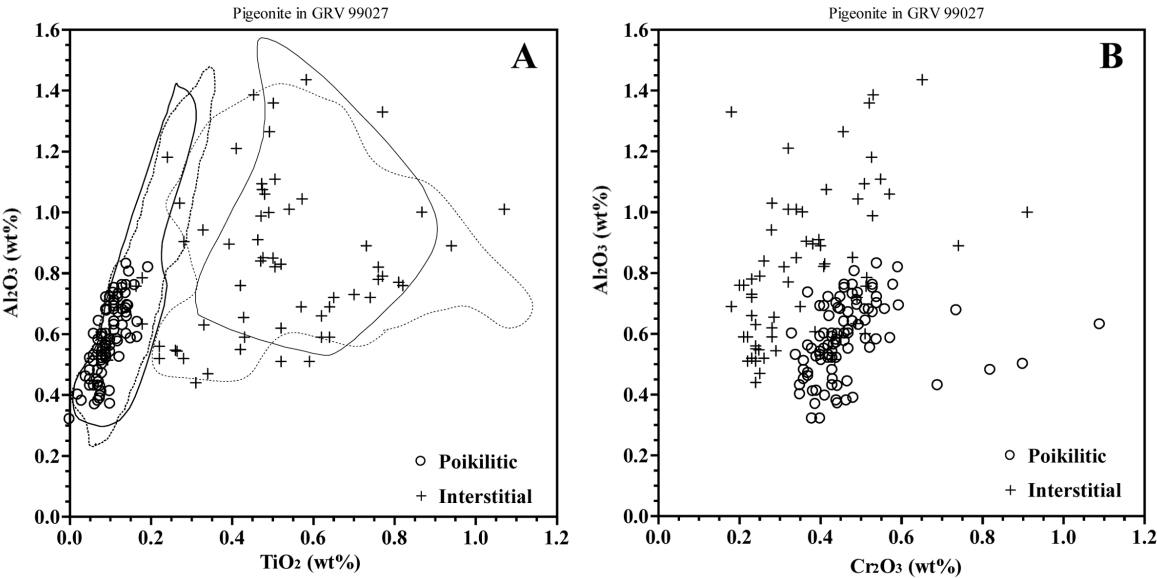 Pigeonite in GRV 99027
A
1.6
1.4
1.2
1.0
0.8
0.6
0.4
0.2
0.0
Al₂O₃ (wt%)
Poikilitic
Interstitial
0.0 0.2 0.4 0.6 0.8 1.0 1.2
TiO₂ (wt%)
Pigeonite in GRV 99027
B
1.6
1.4
1.2
1.0
0.8
0.6
0.4
0.2
0.0
Al₂O₃ (wt%)
Poikilitic
Interstitial
0.0 0.2 0.4 0.6 0.8 1.0 1.2
Cr₂O₃ (wt%)